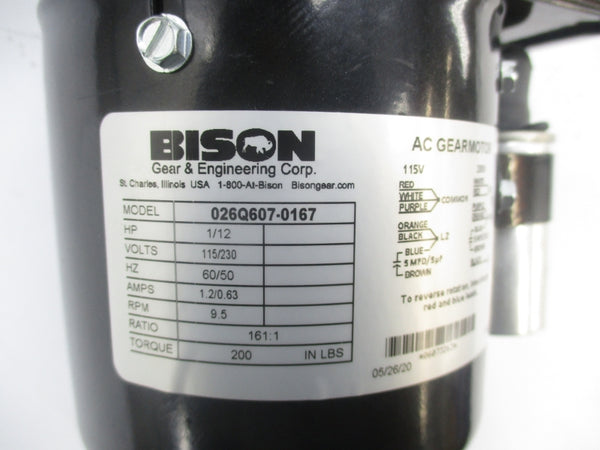 BISON
Gear & Engineering Corp.
St. Charles, Illinois USA 1-800-At-Bison Bisongear.com
MODEL 026Q607-0167
HP 1/12
VOLTS 115/230
HZ 60/50
AMPS 1.2/0.63
RPM 9.5
RATIO 161:1
TORQUE 200 IN LBS
AC GEARMOTOR
115V
RED
WHITE
PURPLE
COMMON
ORANGE
BLACK
L2
BLUE
5 MFD/5µF
BROWN
To reverse rotation,
red and blue
05/26/20